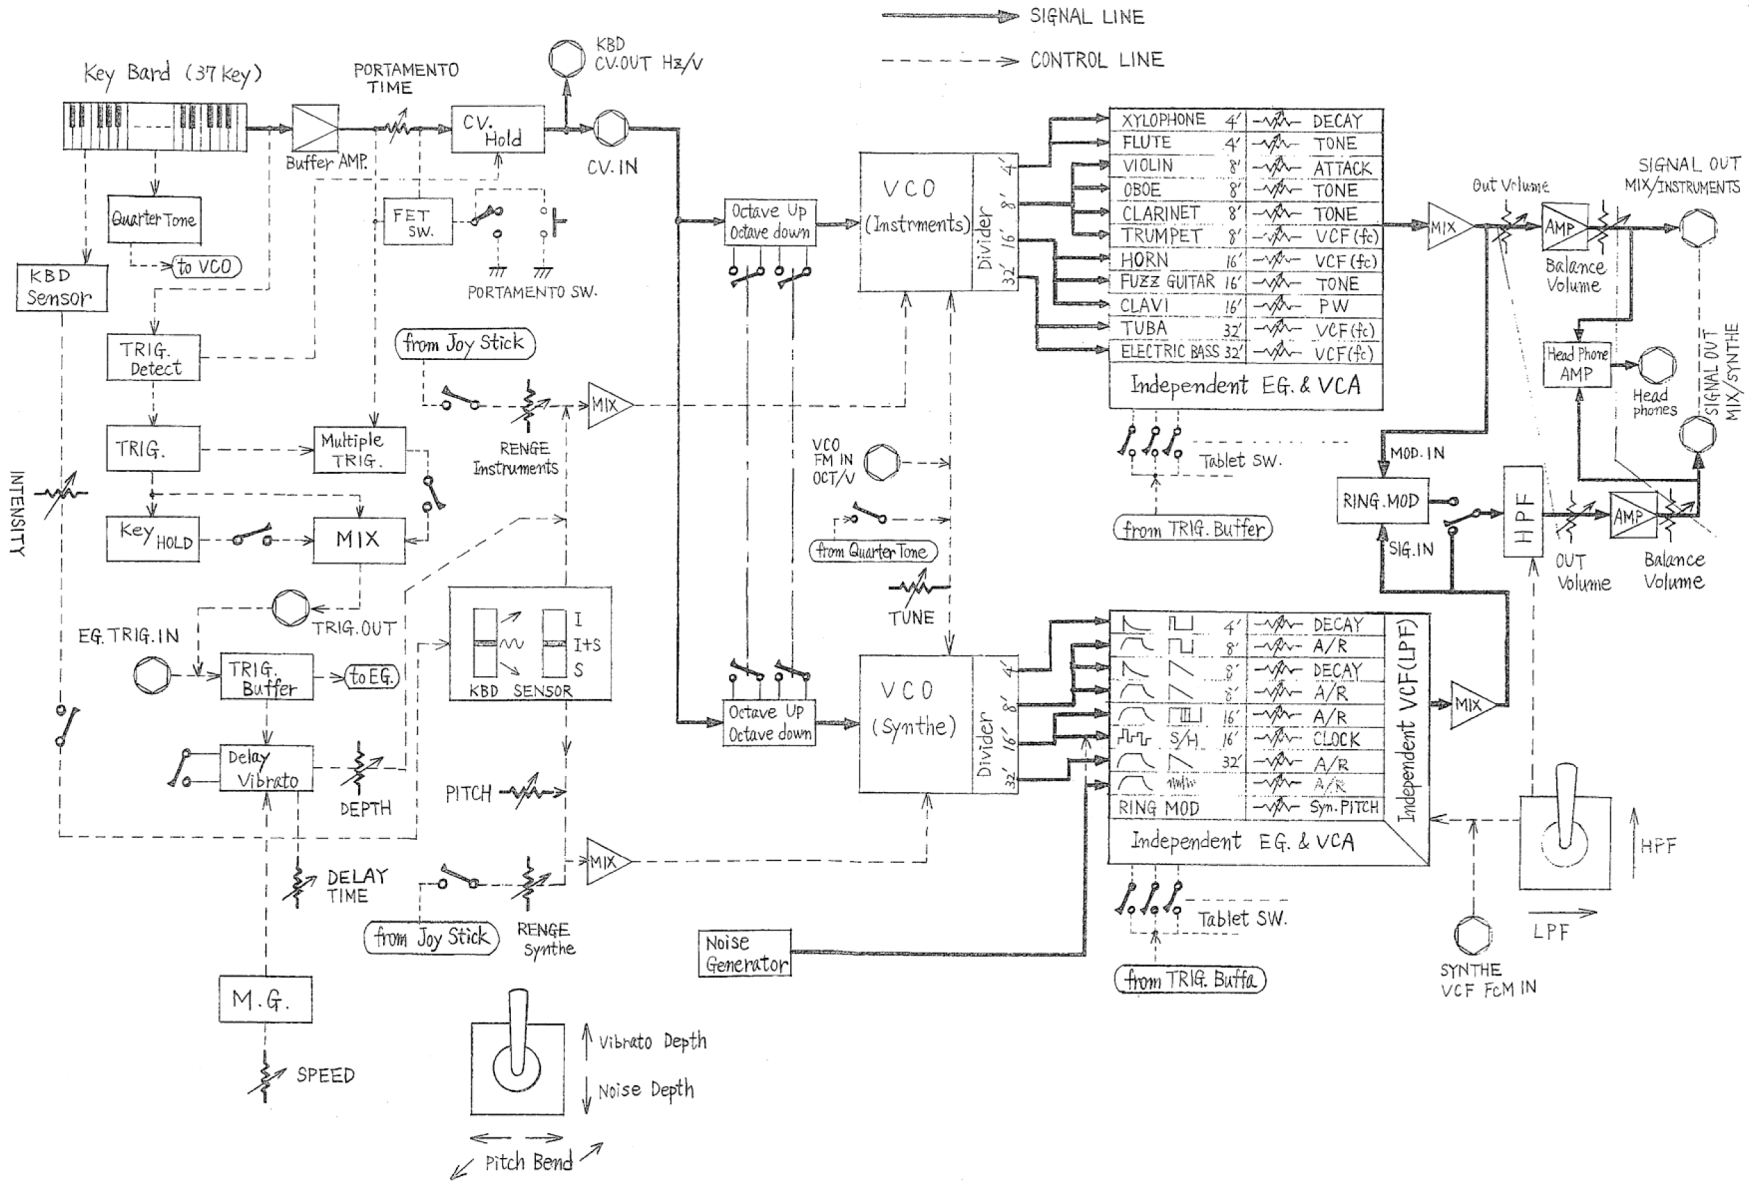 SIGNAL LINE
CONTROL LINE
Key Bard (37 key)
PORTAMENTO
TIME
KBD
CV.OUT Hz/V
Buffer AMP.
CV.
Hold
CV. IN
Quarter Tone
to VCO
KBD
Sensor
FET
SW.
PORTAMENTO SW.
TRIG.
Detect
from Joy Stick
TRIG.
Multiple
TRIG.
RENGE
Instruments
MIX
INTENSITY
Key HOLD
MIX
EG. TRIG. IN
TRIG. OUT
TRIG.
Buffer
to EG.
Delay
Vibrato
DEPTH
DELAY
TIME
M.G.
SPEED
I
I+S
S
KBD SENSOR
PITCH
MIX
from Joy Stick
RENGE
Synthe
Vibrato Depth
Noise Depth
Pitch Bend
Octave Up
Octave down
VCO
(Instrments)
Divider
4'
8'
16'
32'
VCO
FM IN
OCT/V
from Quarter Tone
TUNE
Octave Up
Octave down
VCO
(Synthe)
Divider
4'
8'
16'
32'
Noise
Generator
XYLOPHONE 4' DECAY
FLUTE 4' TONE
VIOLIN 8' ATTACK
OBOE 8' TONE
CLARINET 8' TONE
TRUMPET 8' VCF (fc)
HORN 16' VCF (fc)
FUZZ GUITAR 16' TONE
CLAVI 16' PW
TUBA 32' VCF (fc)
ELECTRIC BASS 32' VCF (fc)
Independent EG. & VCA
Tablet SW.
from TRIG. Buffer
4' DECAY
8' A/R
8' DECAY
8' A/R
16' A/R
S/H 16' CLOCK
32' A/R
A/R
RING MOD Syn. PITCH
Independent EG. & VCA
Independent VCF (LPF)
Tablet SW.
from TRIG. Buffa
MIX
Out Volume
AMP
Balance
Volume
SIGNAL OUT
MIX/INSTRUMENTS
Head Phone
AMP
Head
phones
SIGNAL OUT
MIX/SYNTHE
MOD. IN
RING. MOD
SIG. IN
HPF
OUT
Volume
AMP
Balance
Volume
MIX
HPF
LPF
SYNTHE
VCF FcM IN